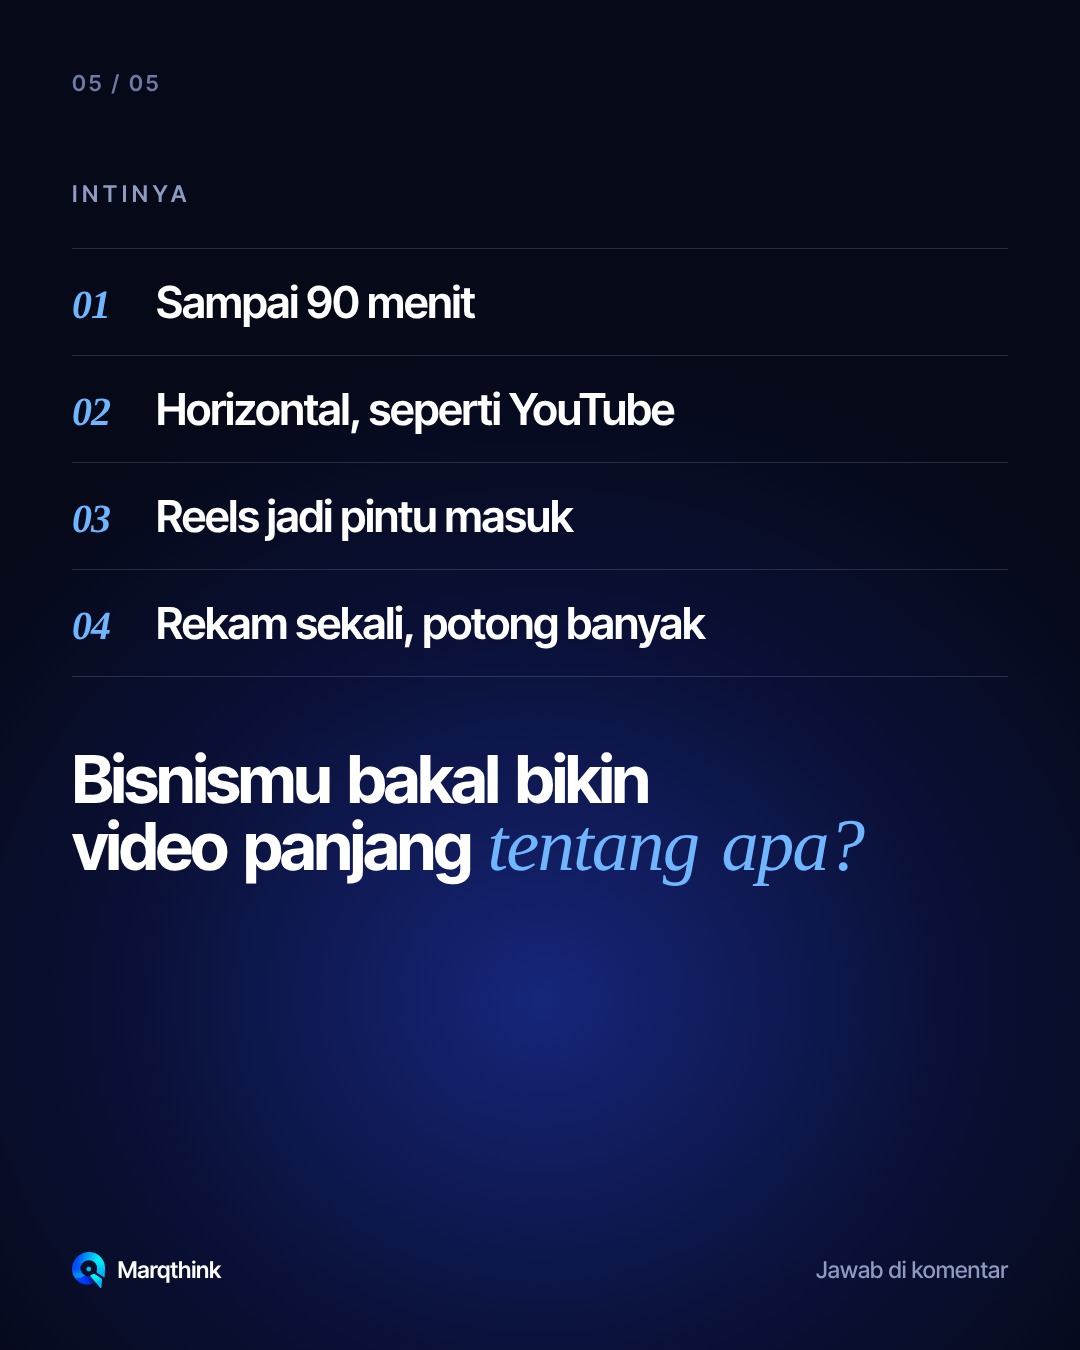 05 / 05
INTINYA
01 Sampai 90 menit
02 Horizontal, seperti YouTube
03 Reels jadi pintu masuk
04 Rekam sekali, potong banyak
Bisnismu bakal bikin
video panjang tentang apa?
Marqthink
Jawab di komentar